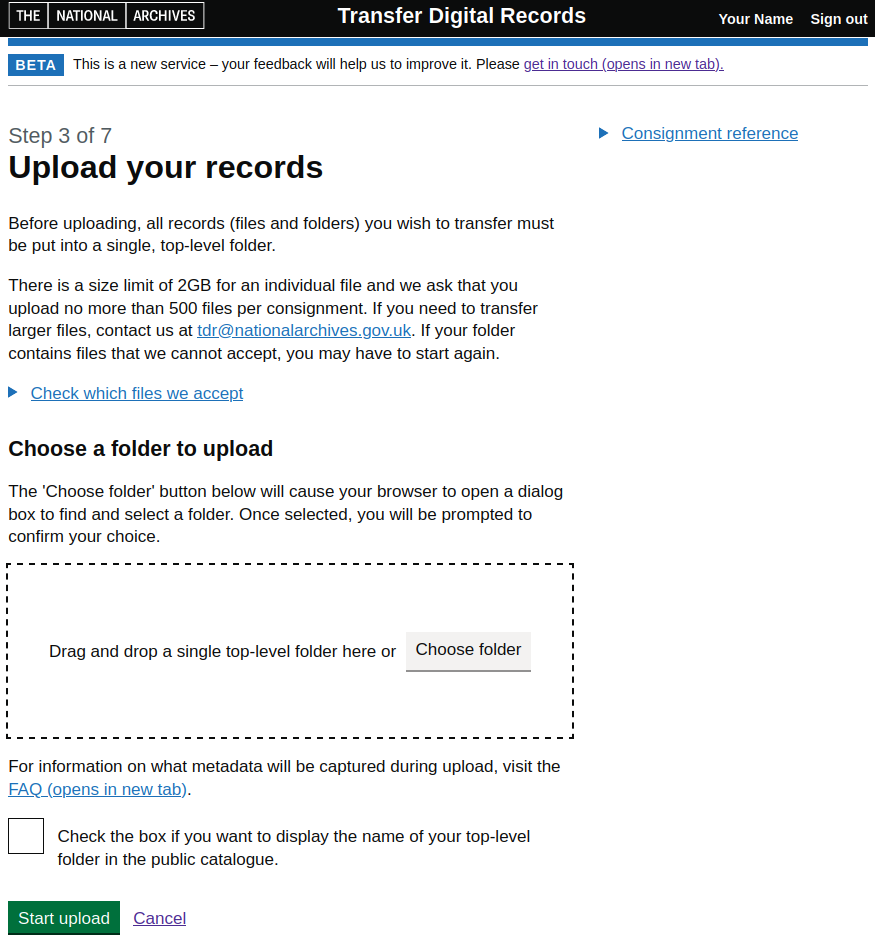 THE NATIONAL ARCHIVES
Transfer Digital Records
Your Name
Sign out
BETA
This is a new service – your feedback will help us to improve it. Please get in touch (opens in new tab).
Step 3 of 7
Upload your records
Consignment reference
Before uploading, all records (files and folders) you wish to transfer must
be put into a single, top-level folder.
There is a size limit of 2GB for an individual file and we ask that you
upload no more than 500 files per consignment. If you need to transfer
larger files, contact us at tdr@nationalarchives.gov.uk. If your folder
contains files that we cannot accept, you may have to start again.
Check which files we accept
Choose a folder to upload
The 'Choose folder' button below will cause your browser to open a dialog
box to find and select a folder. Once selected, you will be prompted to
confirm your choice.
Drag and drop a single top-level folder here or
Choose folder
For information on what metadata will be captured during upload, visit the
FAQ (opens in new tab).
Check the box if you want to display the name of your top-level
folder in the public catalogue.
Start upload
Cancel